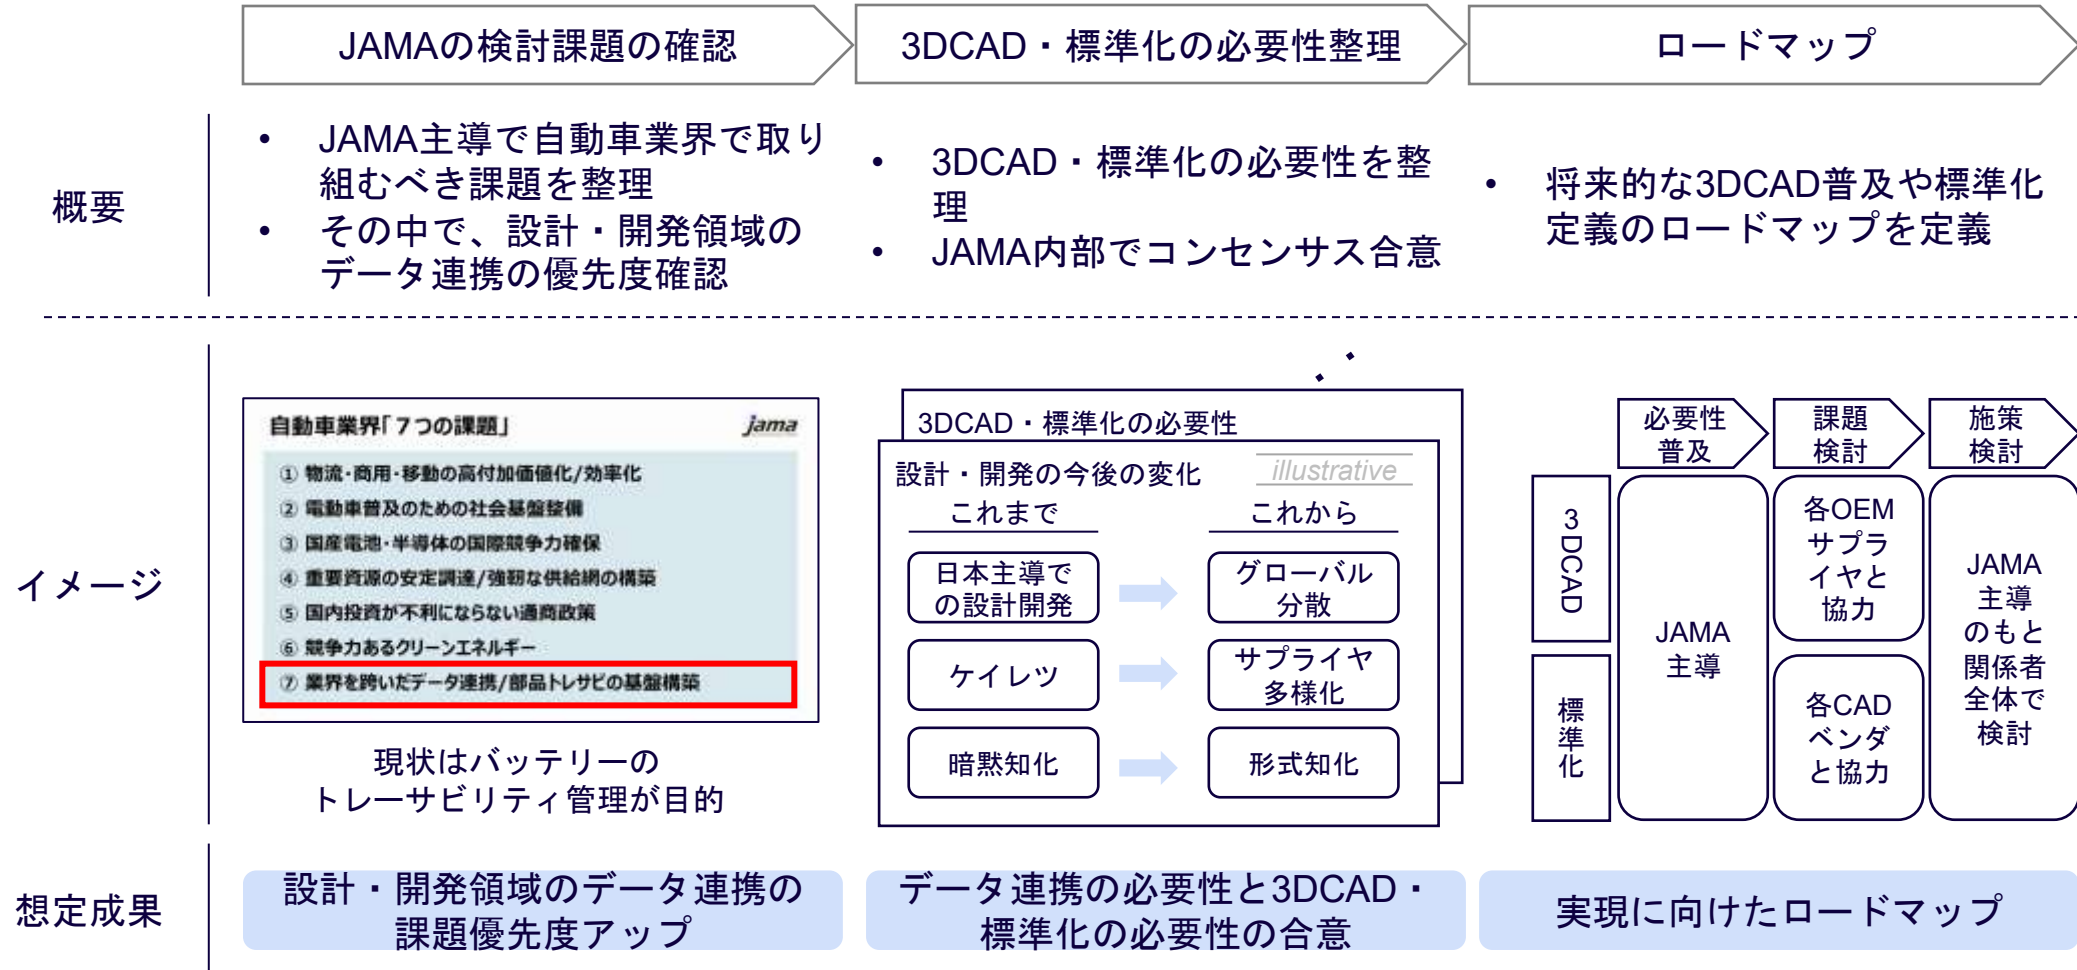 JAMAの検討課題の確認
3DCAD・標準化の必要性整理
ロードマップ
概要
• JAMA主導で自動車業界で取り
組むべき課題を整理
• その中で、設計・開発領域の
データ連携の優先度確認
• 3DCAD・標準化の必要性を整
理
• JAMA内部でコンセンサス合意
• 将来的な3DCAD普及や標準化
定義のロードマップを定義
イメージ
自動車業界「７つの課題」
jama
① 物流・商用・移動の高付加価値化/効率化
② 電動車普及のための社会基盤整備
③ 国産電池・半導体の国際競争力確保
④ 重要資源の安定調達/強靭な供給網の構築
⑤ 国内投資が不利にならない通商政策
⑥ 競争力あるクリーンエネルギー
⑦ 業界を跨いだデータ連携/部品トレサビの基盤構築
現状はバッテリーの
トレーサビリティ管理が目的
3DCAD・標準化の必要性
設計・開発の今後の変化
illustrative
これまで
これから
日本主導で
の設計開発
グローバル
分散
ケイレツ
サプライヤ
多様化
暗黙知化
形式知化
必要性
普及
課題
検討
施策
検討
3DCAD
標準化
JAMA
主導
各OEM
サプラ
イヤと
協力
各CAD
ベンダ
と協力
JAMA
主導
のもと
関係者
全体で
検討
想定成果
設計・開発領域のデータ連携の
課題優先度アップ
データ連携の必要性と3DCAD・
標準化の必要性の合意
実現に向けたロードマップ